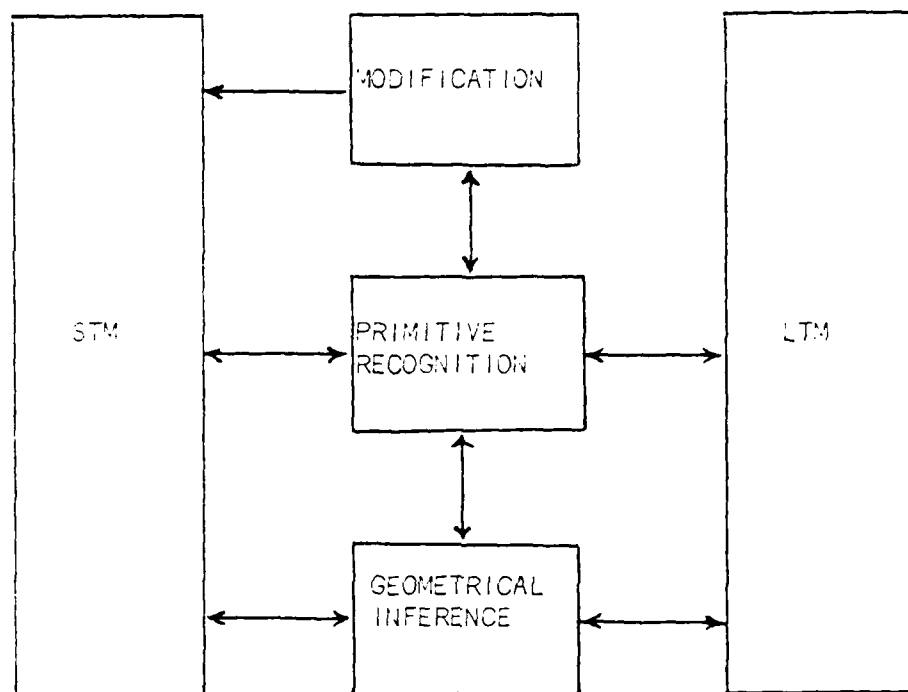 MODIFICATION
STM
PRIMITIVE
RECOGNITION
LTM
GEOMETRICAL
INFERENCE